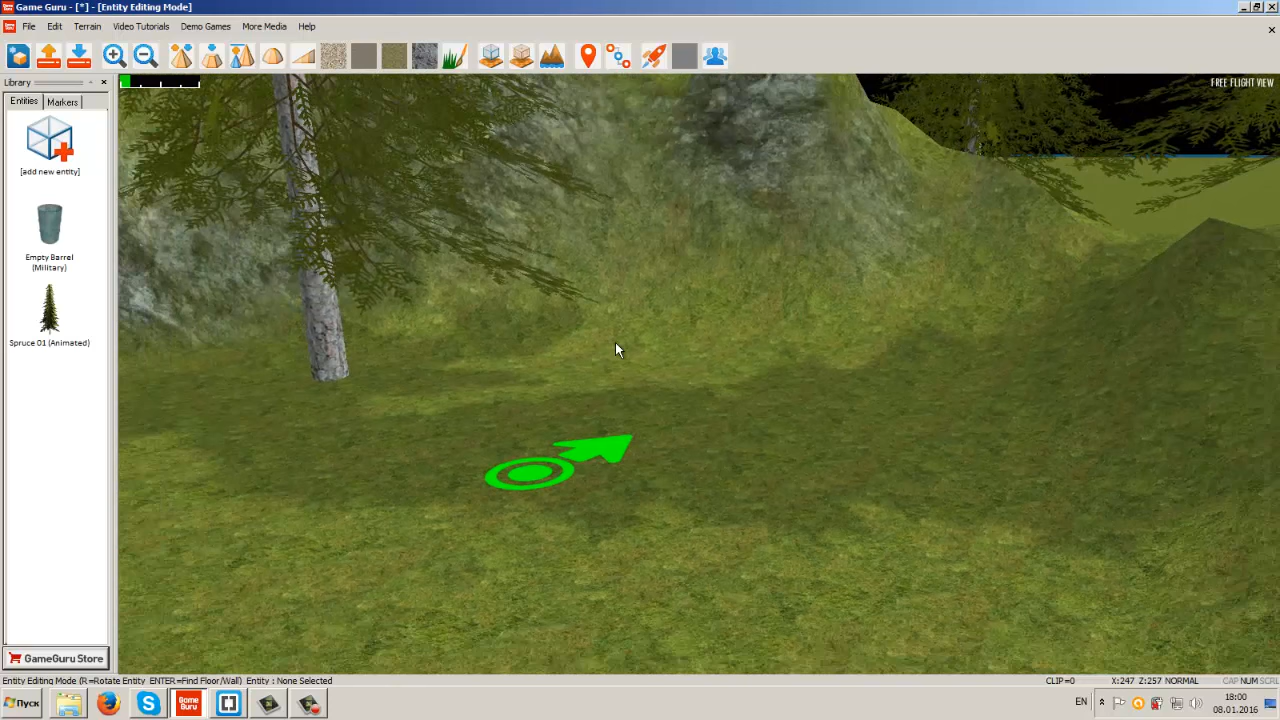 Game Guru - [*] - [Entity Editing Mode]
File Edit Terrain Video Tutorials Demo Games More Media Help
Library
FREE FLIGHT VIEW
Entities Markers
[add new entity]
Empty Barrel
(Military)
Spruce 01 (Animated)
GameGuru Store
Entity Editing Mode (R=Rotate Entity ENTER=Find Floor/Wall) Entity : None Selected
CLIP=0
X:247 Z:257 NORMAL
CAP NUM SCRL
Пуск
Game
Guru
EN
18:00
08.01.2016